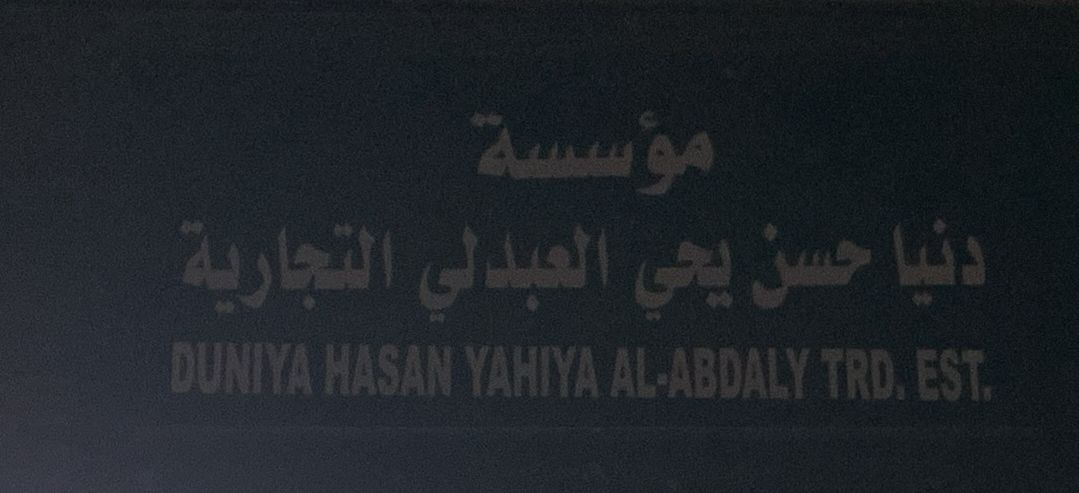 مؤسسة
دنيا حسن يحي العبدلي التجارية
DUNIYA HASAN YAHIYA AL-ABDALY TRD. EST.